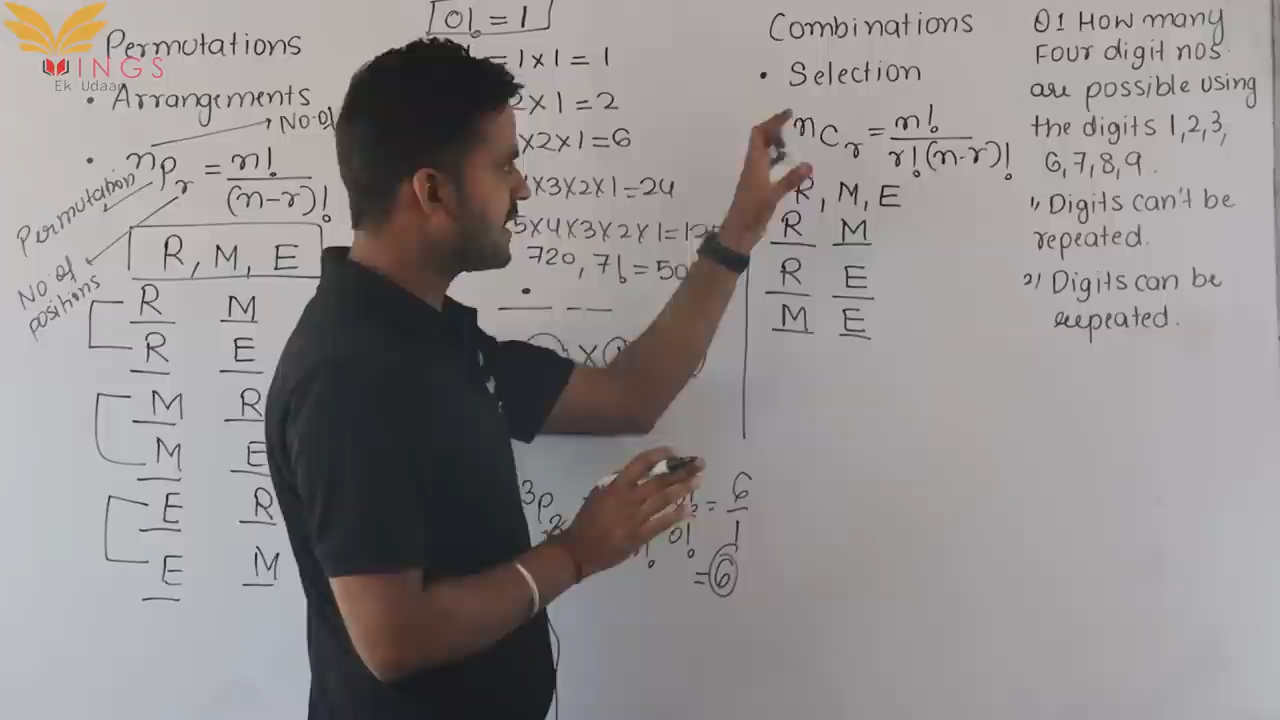 WINGS
Ek Udaan
Permutations
• Arrangements
No·of
• nPr = n!/(n-r)!
Permutation
No of
positions
R, M, E
R M
R E
M R
M E
E R
E M
0! = 1
= 1 x 1 = 1
2 x 1 = 2
x 2 x 1 = 6
x 3 x 2 x 1 = 24
5 x 4 x 3 x 2 x 1 =
720, 7! =
x
3P
0!
= 6/1
= 6
Combinations
• Selection
nCr = n!/r!(n-r)!
R, M, E
R M
R E
M E
Q1 How many
Four digit nos.
are possible using
the digits 1,2,3,
6,7,8,9.
1) Digits can't be
repeated.
2) Digits can be
repeated.